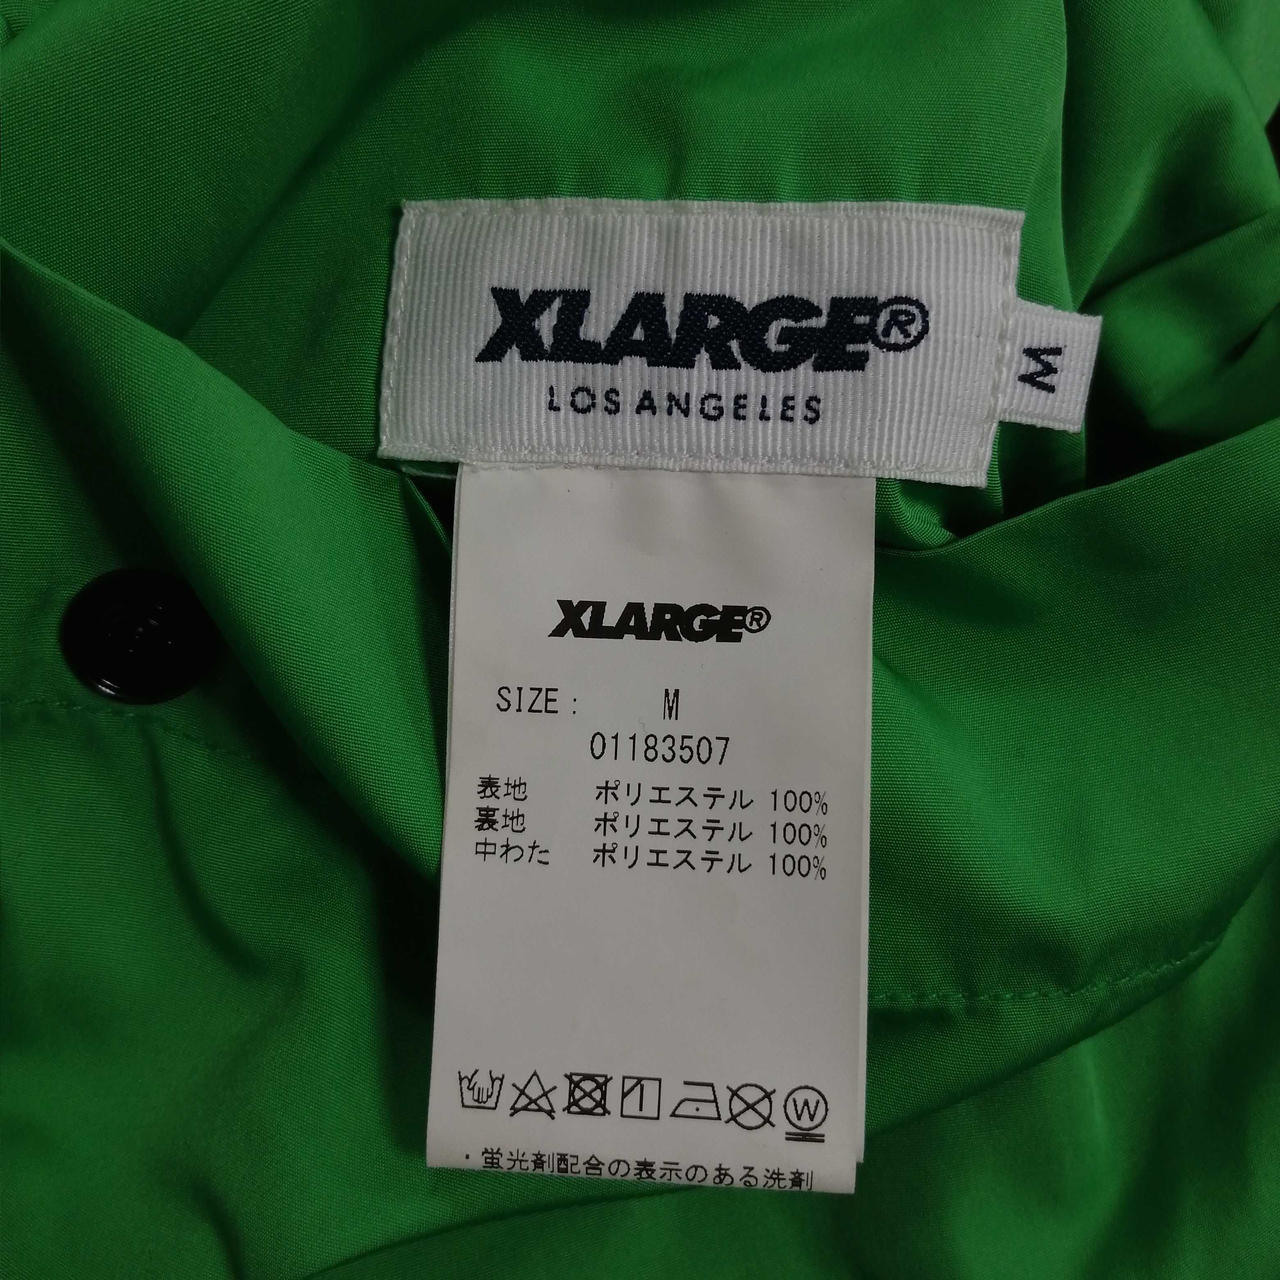 XLARGE®
LOS ANGELES
M
XLARGE®
SIZE : M
01183507
表地 ポリエステル 100%
裏地 ポリエステル 100%
中わた ポリエステル 100%
W
・蛍光剤配合の表示のある洗剤